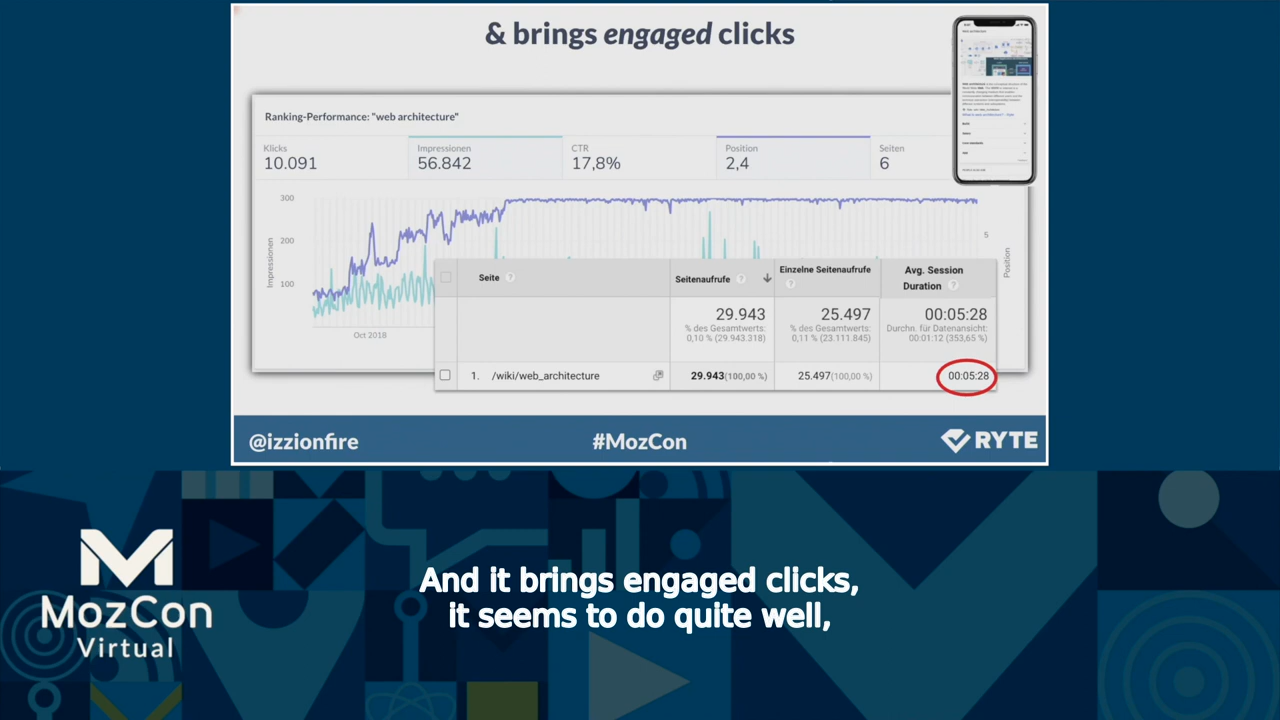 & brings engaged clicks
Ranking-Performance: "web architecture"
Klicks
10.091
Impressionen
56.842
CTR
17,8%
Position
2,4
Seiten
6
300
200
100
Impressionen
Oct 2018
5
Position
Seite
Seitenaufrufe
Einzelne Seitenaufrufe
Avg. Session
Duration
29.943
% des Gesamtwerts:
0,10 % (29.943.318)
25.497
% des Gesamtwerts:
0,11 % (23.111.845)
00:05:28
Durchn. für Datenansicht:
00:01:12 (353,65 %)
1. /wiki/web_architecture
29.943(100,00 %)
25.497(100,00 %)
00:05:28
@izzionfire
#MozCon
RYTE
MozCon
Virtual
And it brings engaged clicks,
it seems to do quite well,